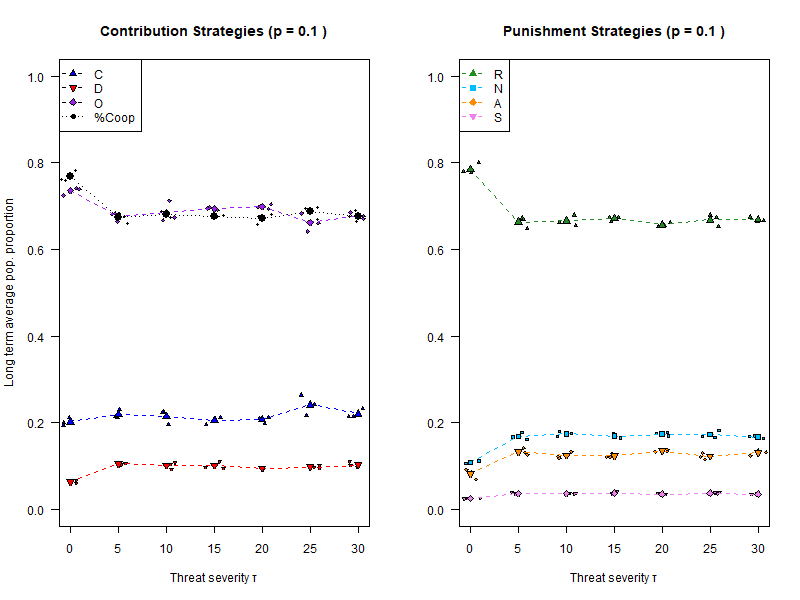 Contribution Strategies (p = 0.1 )
Long term average pop. proportion
1.0
0.8
0.6
0.4
0.2
0.0
C
D
O
%Coop
0 5 10 15 20 25 30
Threat severity τ
Punishment Strategies (p = 0.1 )
1.0
0.8
0.6
0.4
0.2
0.0
R
N
A
S
0 5 10 15 20 25 30
Threat severity τ